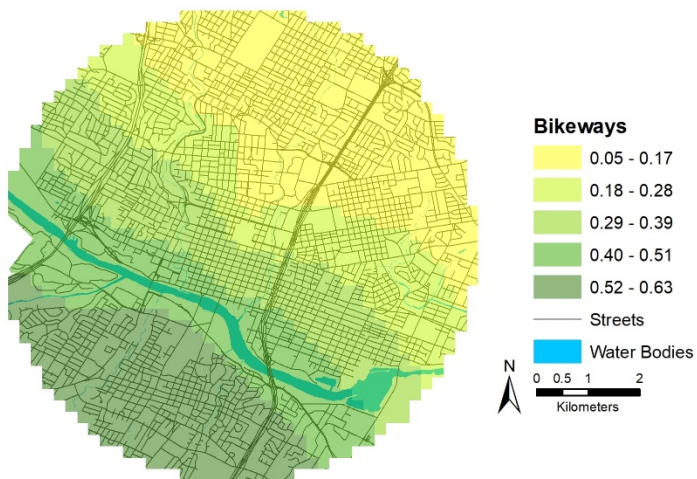 Bikeways
0.05 - 0.17
0.18 - 0.28
0.29 - 0.39
0.40 - 0.51
0.52 - 0.63
Streets
Water Bodies
N
0 0.5 1 2
Kilometers